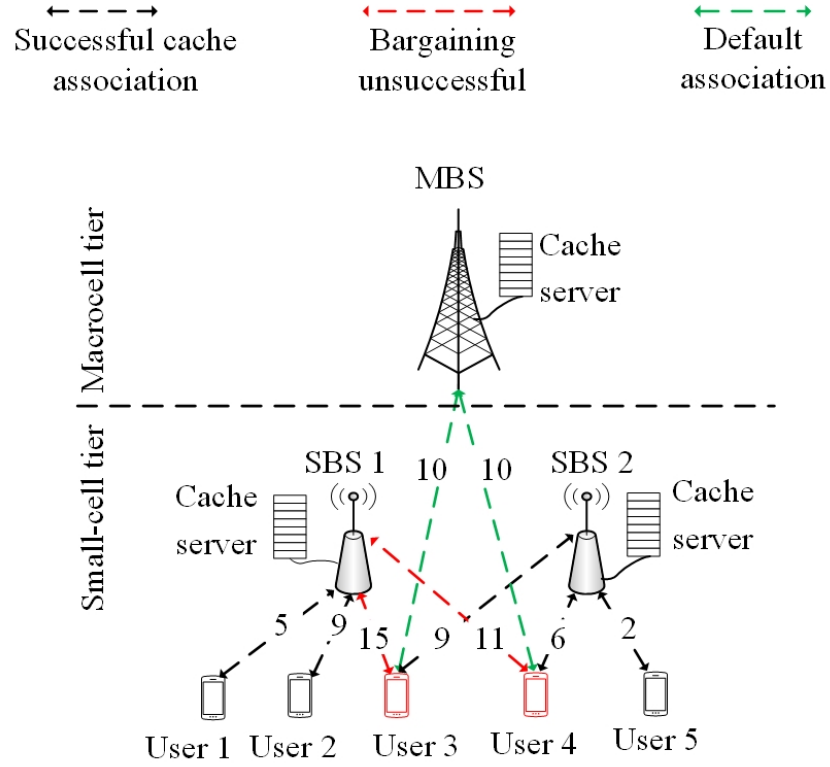 Successful cache
association
Bargaining
unsuccessful
Default
association
MBS
Cache
server
Macrocell tier
Small-cell tier
SBS 1
10
10
SBS 2
Cache
server
Cache
server
5
9
15
9
11
6
2
User 1
User 2
User 3
User 4
User 5